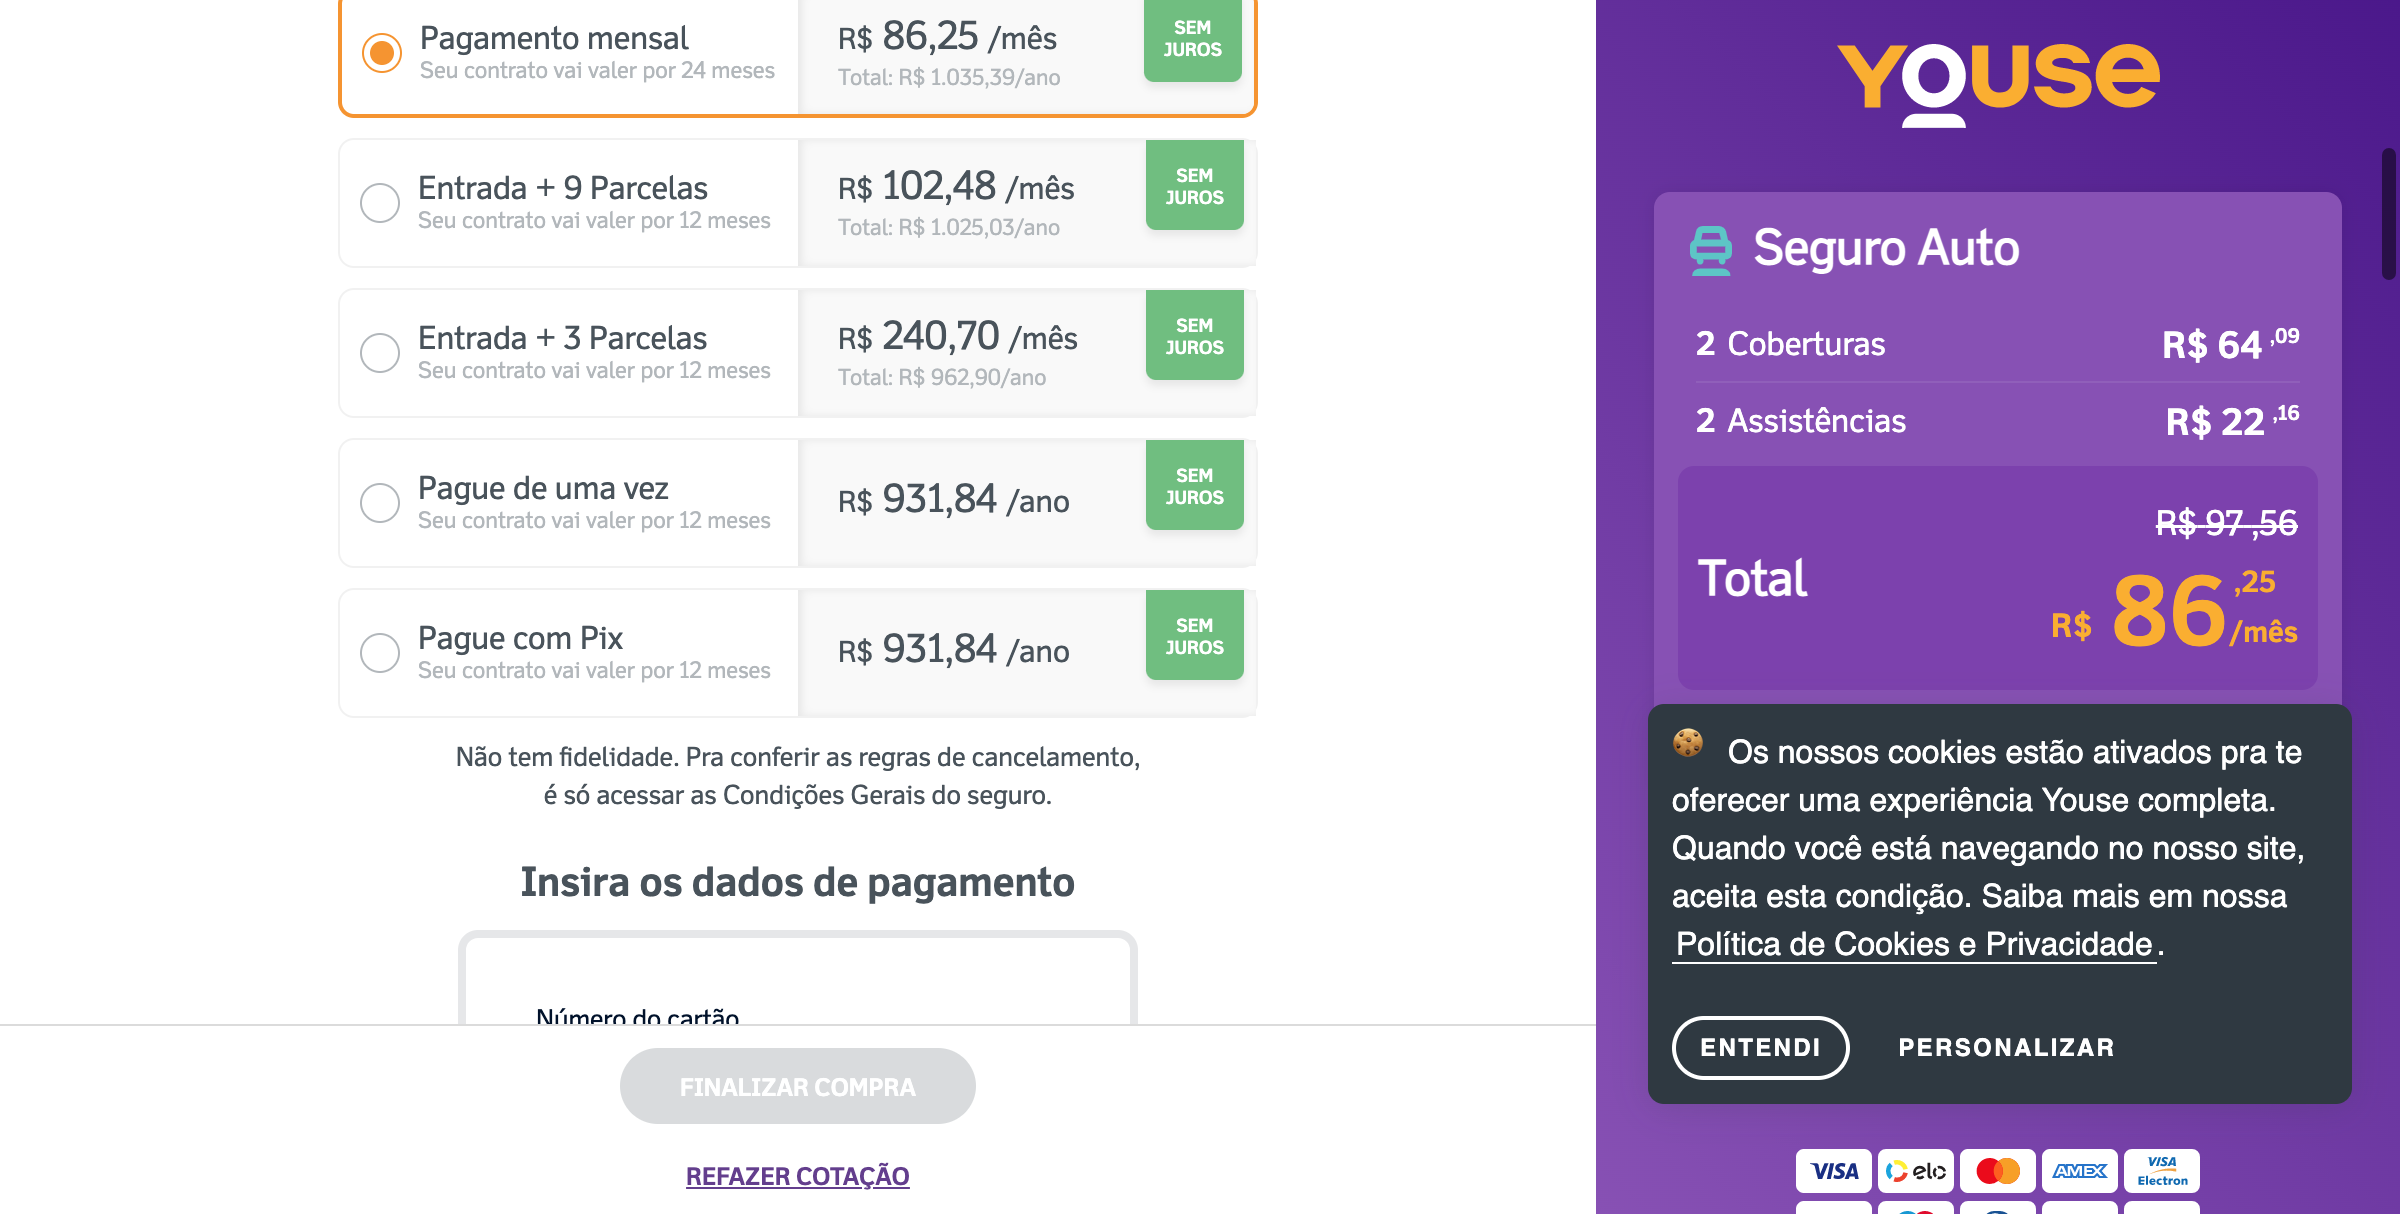 Pagamento mensal
Seu contrato vai valer por 24 meses
R$ 86,25 /mês
Total: R$ 1.035,39/ano
SEM
JUROS
Entrada + 9 Parcelas
Seu contrato vai valer por 12 meses
R$ 102,48 /mês
Total: R$ 1.025,03/ano
SEM
JUROS
Entrada + 3 Parcelas
Seu contrato vai valer por 12 meses
R$ 240,70 /mês
Total: R$ 962,90/ano
SEM
JUROS
Pague de uma vez
Seu contrato vai valer por 12 meses
R$ 931,84 /ano
SEM
JUROS
Pague com Pix
Seu contrato vai valer por 12 meses
R$ 931,84 /ano
SEM
JUROS
Não tem fidelidade. Pra conferir as regras de cancelamento,
é só acessar as Condições Gerais do seguro.
Insira os dados de pagamento
Número do cartão
FINALIZAR COMPRA
REFAZER COTAÇÃO
YOUSE
Seguro Auto
2 Coberturas R$ 64,09
2 Assistências R$ 22,16
R$ 97,56
Total
R$ 86,25/mês
Os nossos cookies estão ativados pra te
oferecer uma experiência Youse completa.
Quando você está navegando no nosso site,
aceita esta condição. Saiba mais em nossa
Política de Cookies e Privacidade.
ENTENDI PERSONALIZAR
VISA elo AMEX VISA Electron